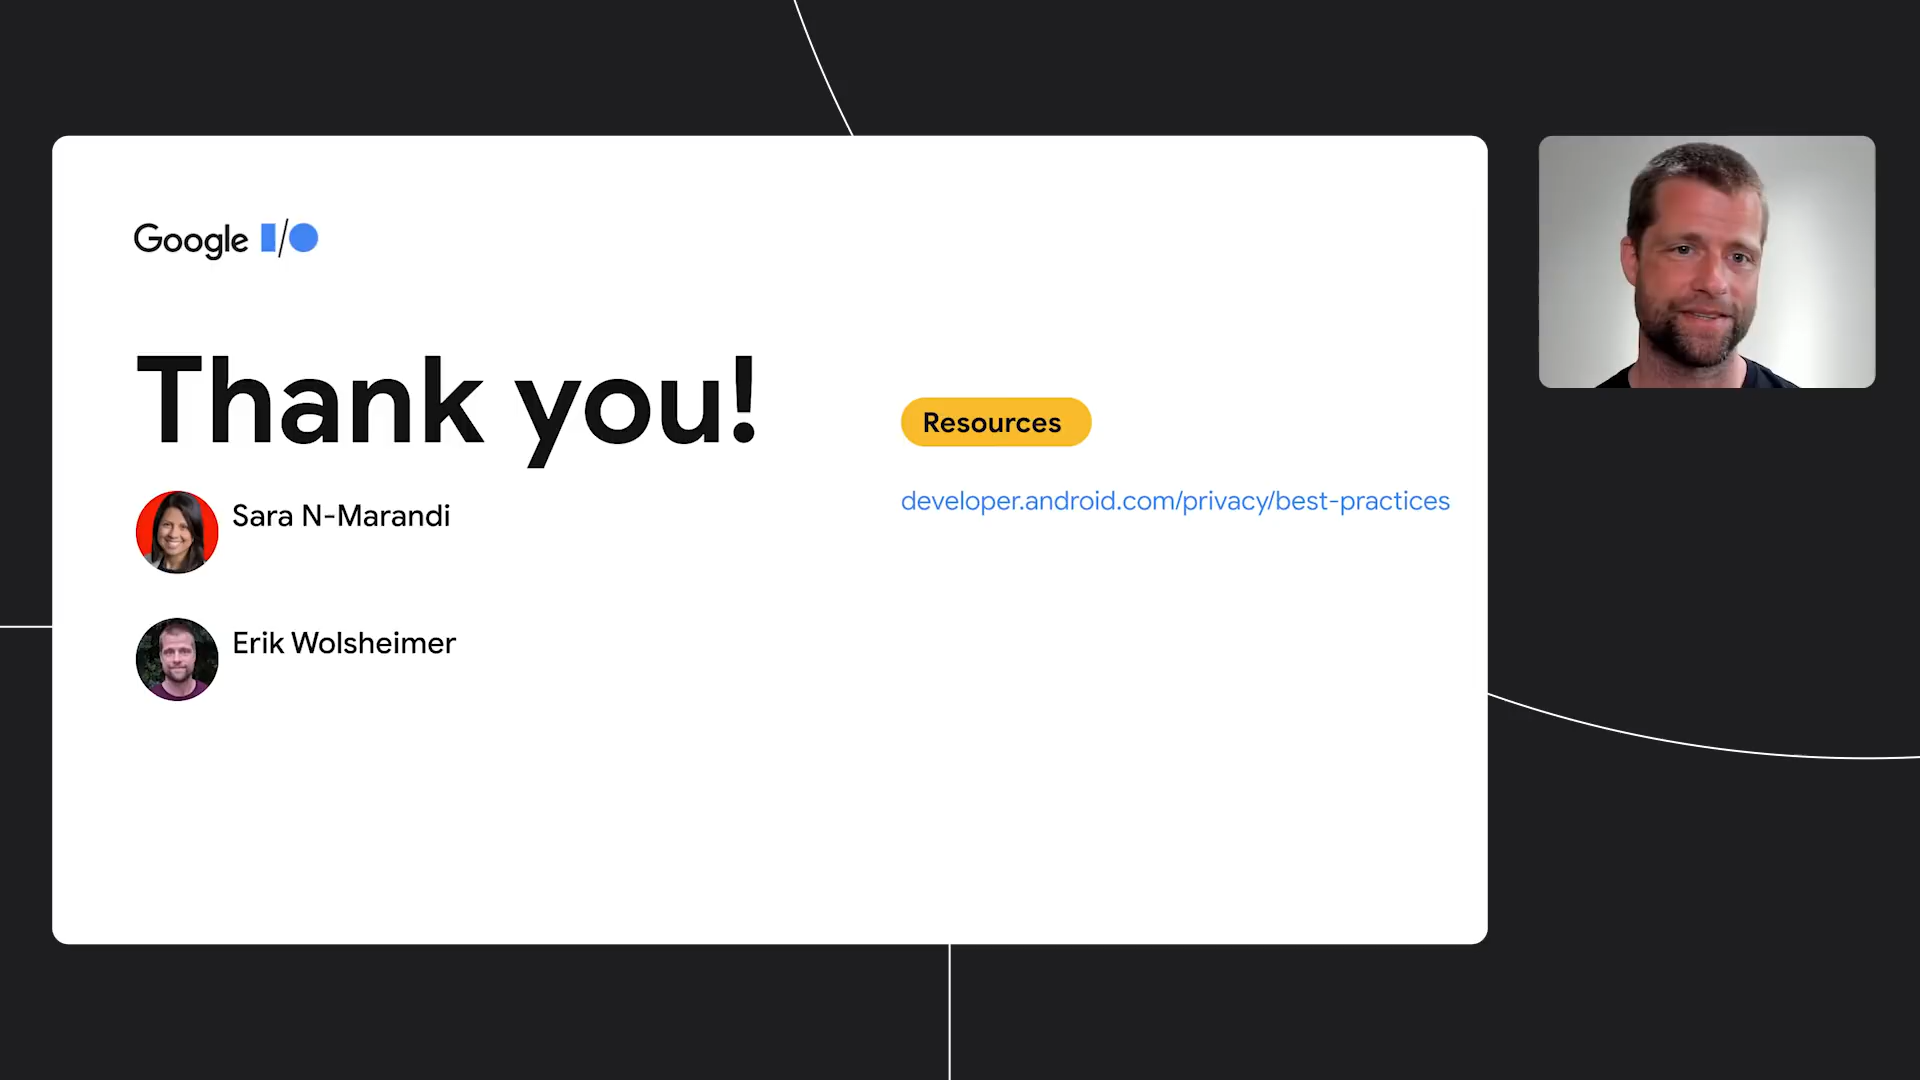 Google I/O
Thank you!
Sara N-Marandi
Erik Wolsheimer
Resources
developer.android.com/privacy/best-practices